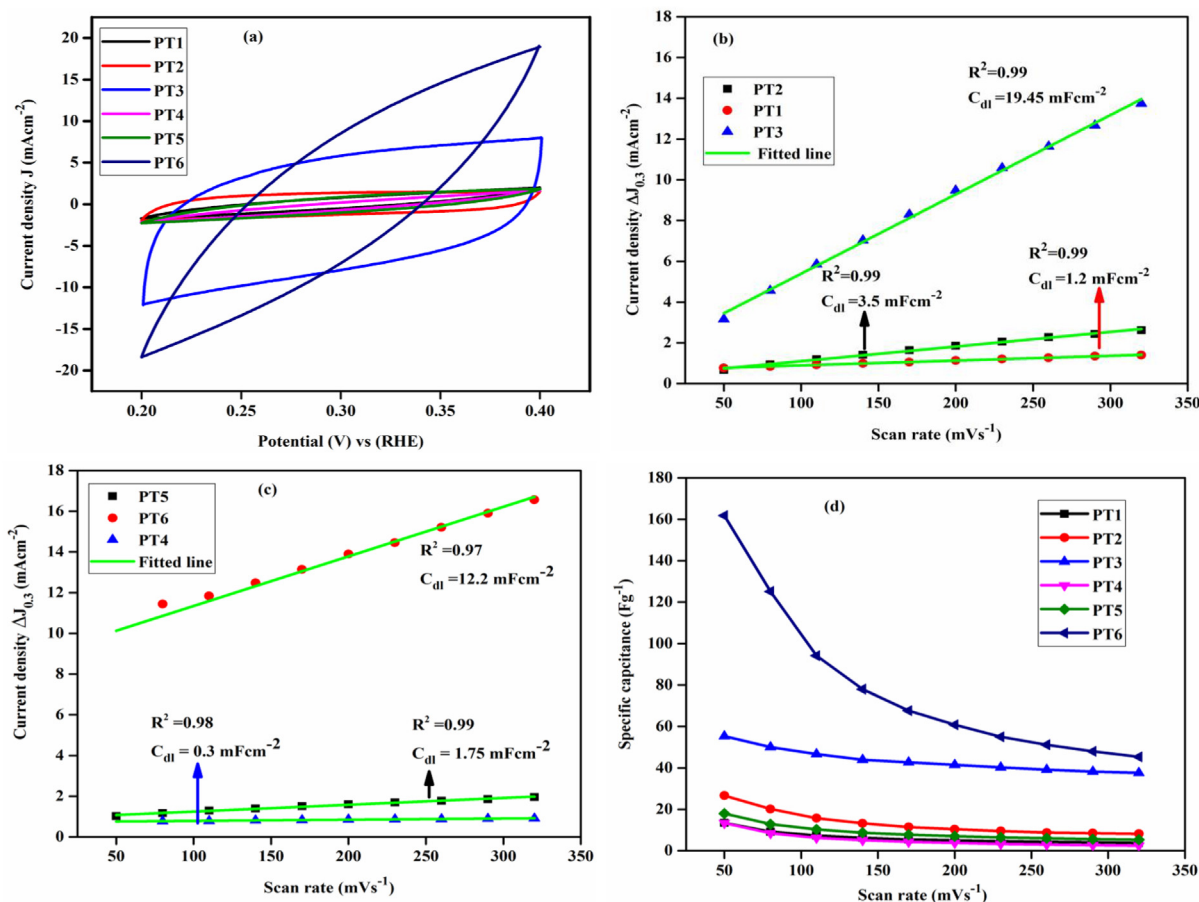 (a)
PT1
PT2
PT3
PT4
PT5
PT6
Current density J (mAcm⁻²)
20
15
10
5
0
-5
-10
-15
-20
0.20
0.25
0.30
0.35
0.40
Potential (V) vs (RHE)
(b)
PT2
PT1
PT3
Fitted line
R²=0.99
C_dl =19.45 mFcm⁻²
R²=0.99
C_dl =3.5 mFcm⁻²
R²=0.99
C_dl =1.2 mFcm⁻²
Current density ΔJ_0.3 (mAcm⁻²)
18
16
14
12
10
8
6
4
2
0
50
100
150
200
250
300
350
Scan rate (mVs⁻¹)
(c)
PT5
PT6
PT4
Fitted line
R² =0.97
C_dl =12.2 mFcm⁻²
R² =0.98
C_dl = 0.3 mFcm⁻²
R² =0.99
C_dl =1.75 mFcm⁻²
Current density ΔJ_0.3 (mAcm⁻²)
18
16
14
12
10
8
6
4
2
0
50
100
150
200
250
300
350
Scan rate (mVs⁻¹)
(d)
PT1
PT2
PT3
PT4
PT5
PT6
Specific capcitance (Fg⁻¹)
180
160
140
120
100
80
60
40
20
0
50
100
150
200
250
300
350
Scan rate (mVs⁻¹)